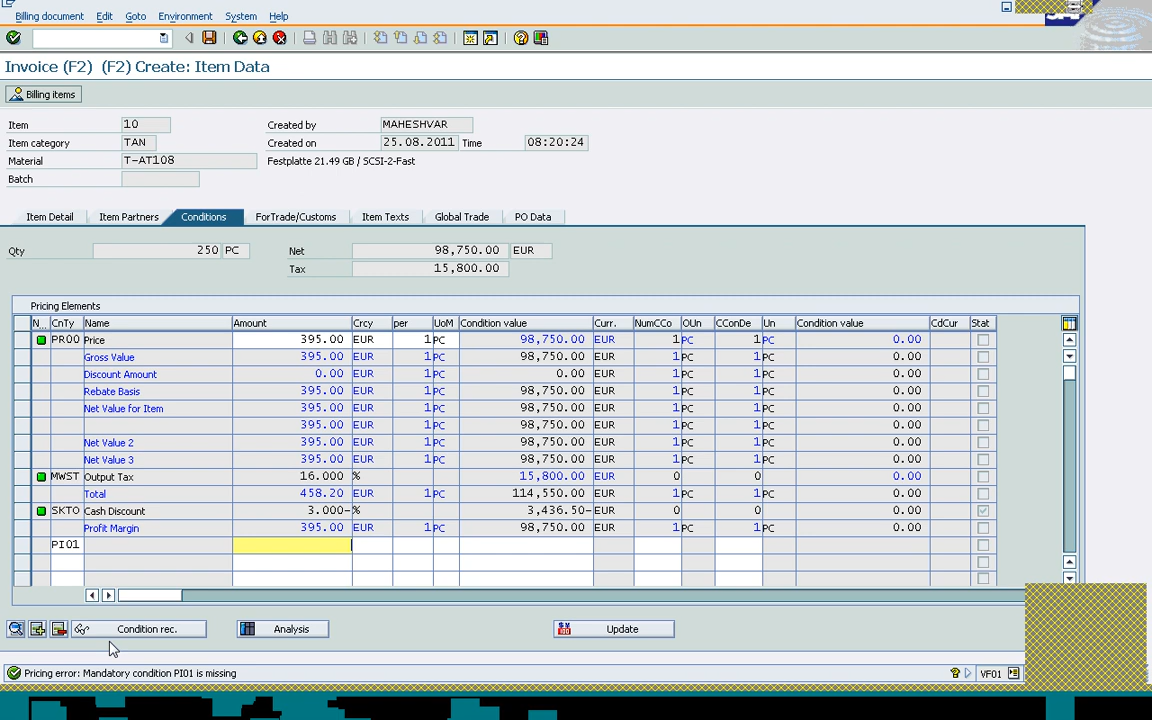 Billing document Edit Goto Environment System Help
Invoice (F2) (F2) Create: Item Data
Billing items
Item 10 Created by MAHESHVAR
Item category TAN Created on 25.08.2011 Time 08:20:24
Material T-AT108 Festplatte 21.49 GB / SCSI-2-Fast
Batch
Item Detail Item Partners Conditions ForTrade/Customs Item Texts Global Trade PO Data
Qty 250 PC Net 98,750.00 EUR
Tax 15,800.00
Pricing Elements
N... CnTy Name Amount Crcy per UoM Condition value Curr. NumCCo OUn CConDe Un Condition value CdCur Stat
PR00 Price 395.00 EUR 1 PC 98,750.00 EUR 1 PC 1 PC 0.00
Gross Value 395.00 EUR 1 PC 98,750.00 EUR 1 PC 1 PC 0.00
Discount Amount 0.00 EUR 1 PC 0.00 EUR 1 PC 1 PC 0.00
Rebate Basis 395.00 EUR 1 PC 98,750.00 EUR 1 PC 1 PC 0.00
Net Value for Item 395.00 EUR 1 PC 98,750.00 EUR 1 PC 1 PC 0.00
395.00 EUR 1 PC 98,750.00 EUR 1 PC 1 PC 0.00
Net Value 2 395.00 EUR 1 PC 98,750.00 EUR 1 PC 1 PC 0.00
Net Value 3 395.00 EUR 1 PC 98,750.00 EUR 1 PC 1 PC 0.00
MWST Output Tax 16.000 % 15,800.00 EUR 0 0 0.00
Total 458.20 EUR 1 PC 114,550.00 EUR 1 PC 1 PC 0.00
SKTO Cash Discount 3.000- % 3,436.50- EUR 0 0 0.00
Profit Margin 395.00 EUR 1 PC 98,750.00 EUR 1 PC 1 PC 0.00
PI01
Condition rec. Analysis Update
Pricing error: Mandatory condition PI01 is missing VF01